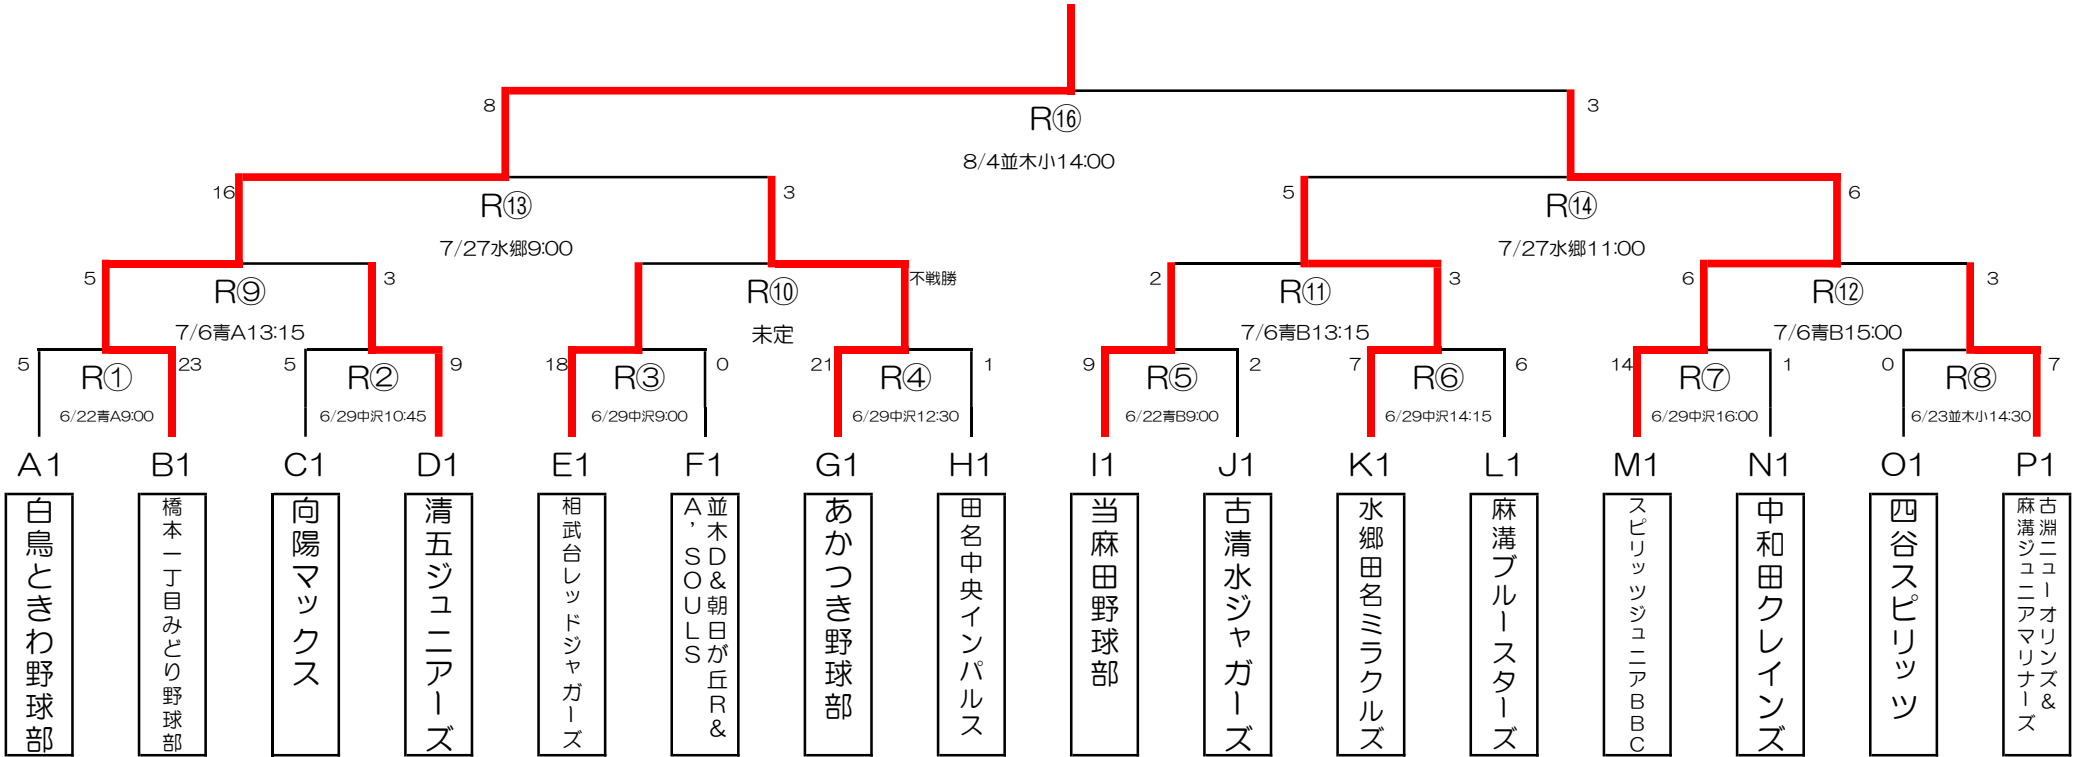 8
3
R⑯
8/4並木小14:00
16
3
5
6
R⑬
R⑭
7/27水郷9:00
7/27水郷11:00
5
3
不戦勝
2
3
6
3
R⑨
R⑩
R⑪
R⑫
7/6青A13:15
未定
7/6青B13:15
7/6青B15:00
5
23
5
9
18
0
21
1
9
2
7
6
14
1
0
7
R①
R②
R③
R④
R⑤
R⑥
R⑦
R⑧
6/22青A9:00
6/29中沢10:45
6/29中沢9:00
6/29中沢12:30
6/22青B9:00
6/29中沢14:15
6/29中沢16:00
6/23並木小14:30
A1
B1
C1
D1
E1
F1
G1
H1
I1
J1
K1
L1
M1
N1
O1
P1
白鳥ときわ野球部
橋本一丁目みどり野球部
向陽マックス
清五ジュニアーズ
相武台レッドジャガーズ
並木D&朝日が丘R&
A’SOULS
あかつき野球部
田名中央インパルス
当麻田野球部
古清水ジャガーズ
水郷田名ミラクルズ
麻溝ブルースターズ
スピリッツジュニアBBC
中和田クレインズ
四谷スピリッツ
古淵ニューオリンズ&
麻溝ジュニアマリナーズ